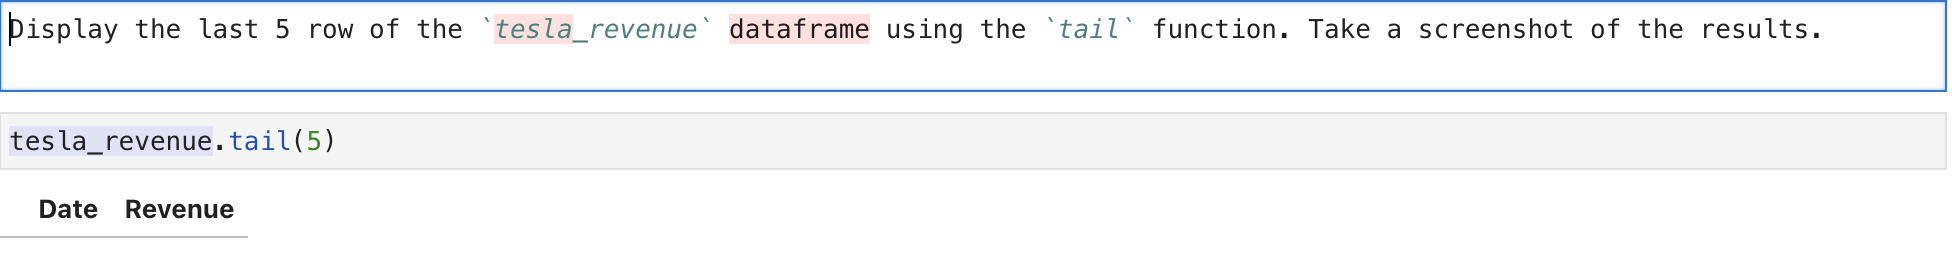 Display the last 5 row of the `tesla_revenue` dataframe using the `tail` function. Take a screenshot of the results.
tesla_revenue.tail(5)
Date Revenue